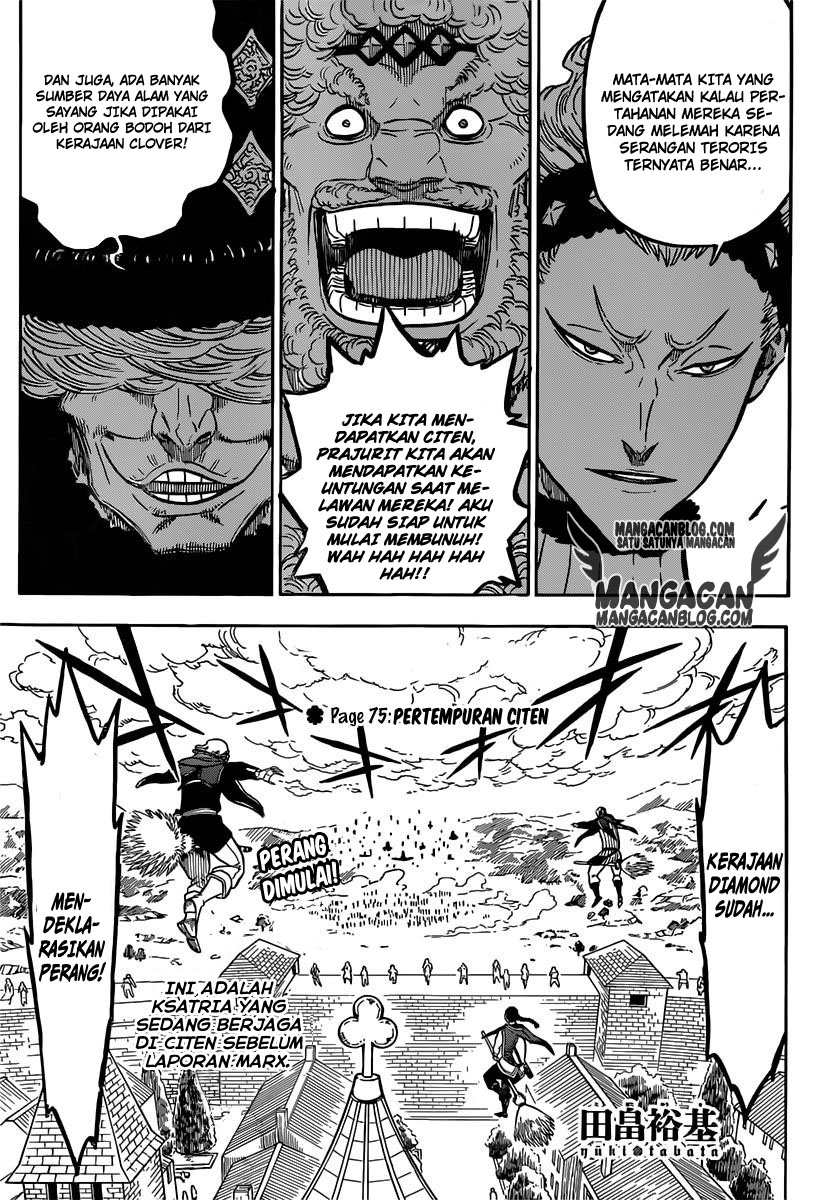 MATA-MATA KITA YANG
MENGATAKAN KALAU PER-
TAHANAN MEREKA SE-
DANG MELEMAH KARENA
SERANGAN TERORIS
TERNYATA BENAR...
JIKA KITA MEN-
DAPATKAN CITEN,
PRAJURIT KITA AKAN
MENDAPATKAN KE-
UNTUNGAN SAAT ME-
LAWAN MEREKA! AKU
SUDAH SIAP UNTUK
MULAI MEMBUNUH!
WAH HAH HAH HAH
HAH!!
DAN JUGA, ADA BANYAK
SUMBER DAYA ALAM YANG
SAYANG JIKA DIPAKAI
OLEH ORANG BODOH DARI
KERAJAAN CLOVER!
MANGACANBLOG.COM
SATU SATUNYA MANGACAN
MANGACAN
MANGACANBLOG.COM
Page 75: PERTEMPURAN CITEN
KERAJAAN
DIAMOND
SUDAH...
PERANG
DIMULAI!
MEN-
DEKLA-
RASIKAN
PERANG!
INI ADALAH
KSATRIA YANG
SEDANG BERJAGA
DI CITEN SEBELUM
LAPORAN MARX.
田畠裕基
yūki tabata